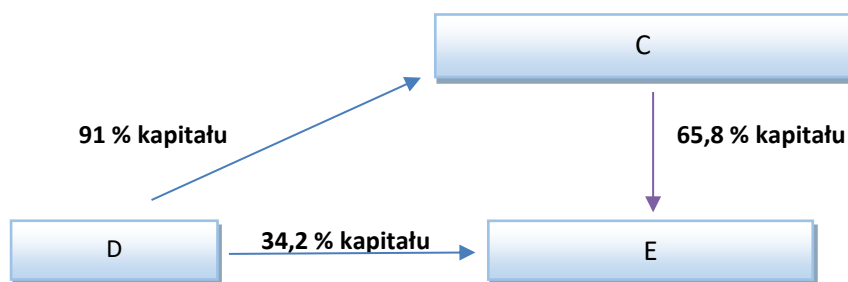 C
91 % kapitału
65,8 % kapitału
D
34,2 % kapitału
E